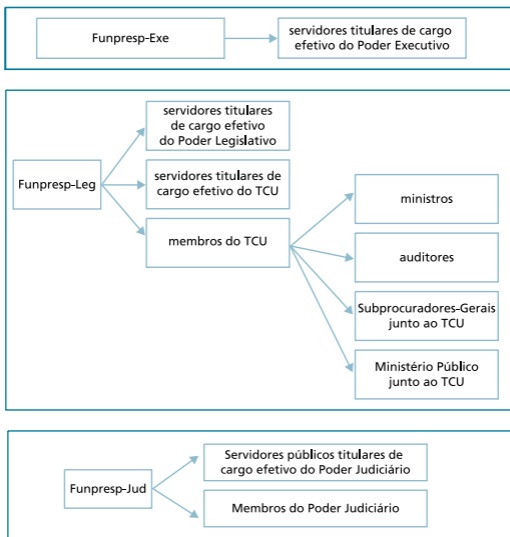 Funpresp-Exe
servidores titulares de cargo
efetivo do Poder Executivo
servidores titulares
de cargo efetivo
do Poder Legislativo
Funpresp-Leg
servidores titulares de
cargo efetivo do TCU
membros do TCU
ministros
auditores
Subprocuradores-Gerais
junto ao TCU
Ministério Público
junto ao TCU
Funpresp-Jud
Servidores públicos titulares de
cargo efetivo do Poder Judiciário
Membros do Poder Judiciário